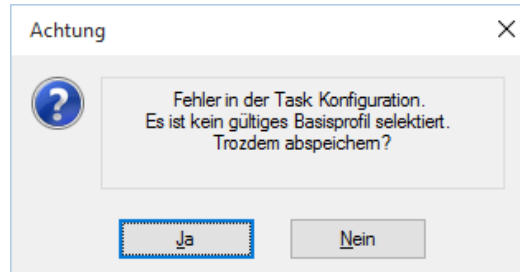 Achtung
Fehler in der Task Konfiguration.
Es ist kein gültiges Basisprofil selektiert.
Trozdem abspeichern?
Ja
Nein